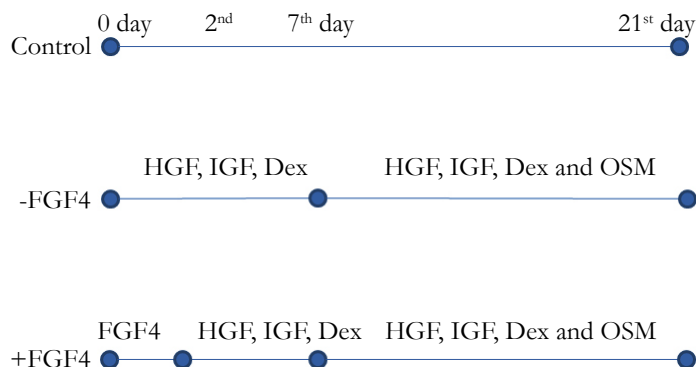 0 day 2nd 7th day 21st day
Control
HGF, IGF, Dex HGF, IGF, Dex and OSM
-FGF4
FGF4 HGF, IGF, Dex HGF, IGF, Dex and OSM
+FGF4